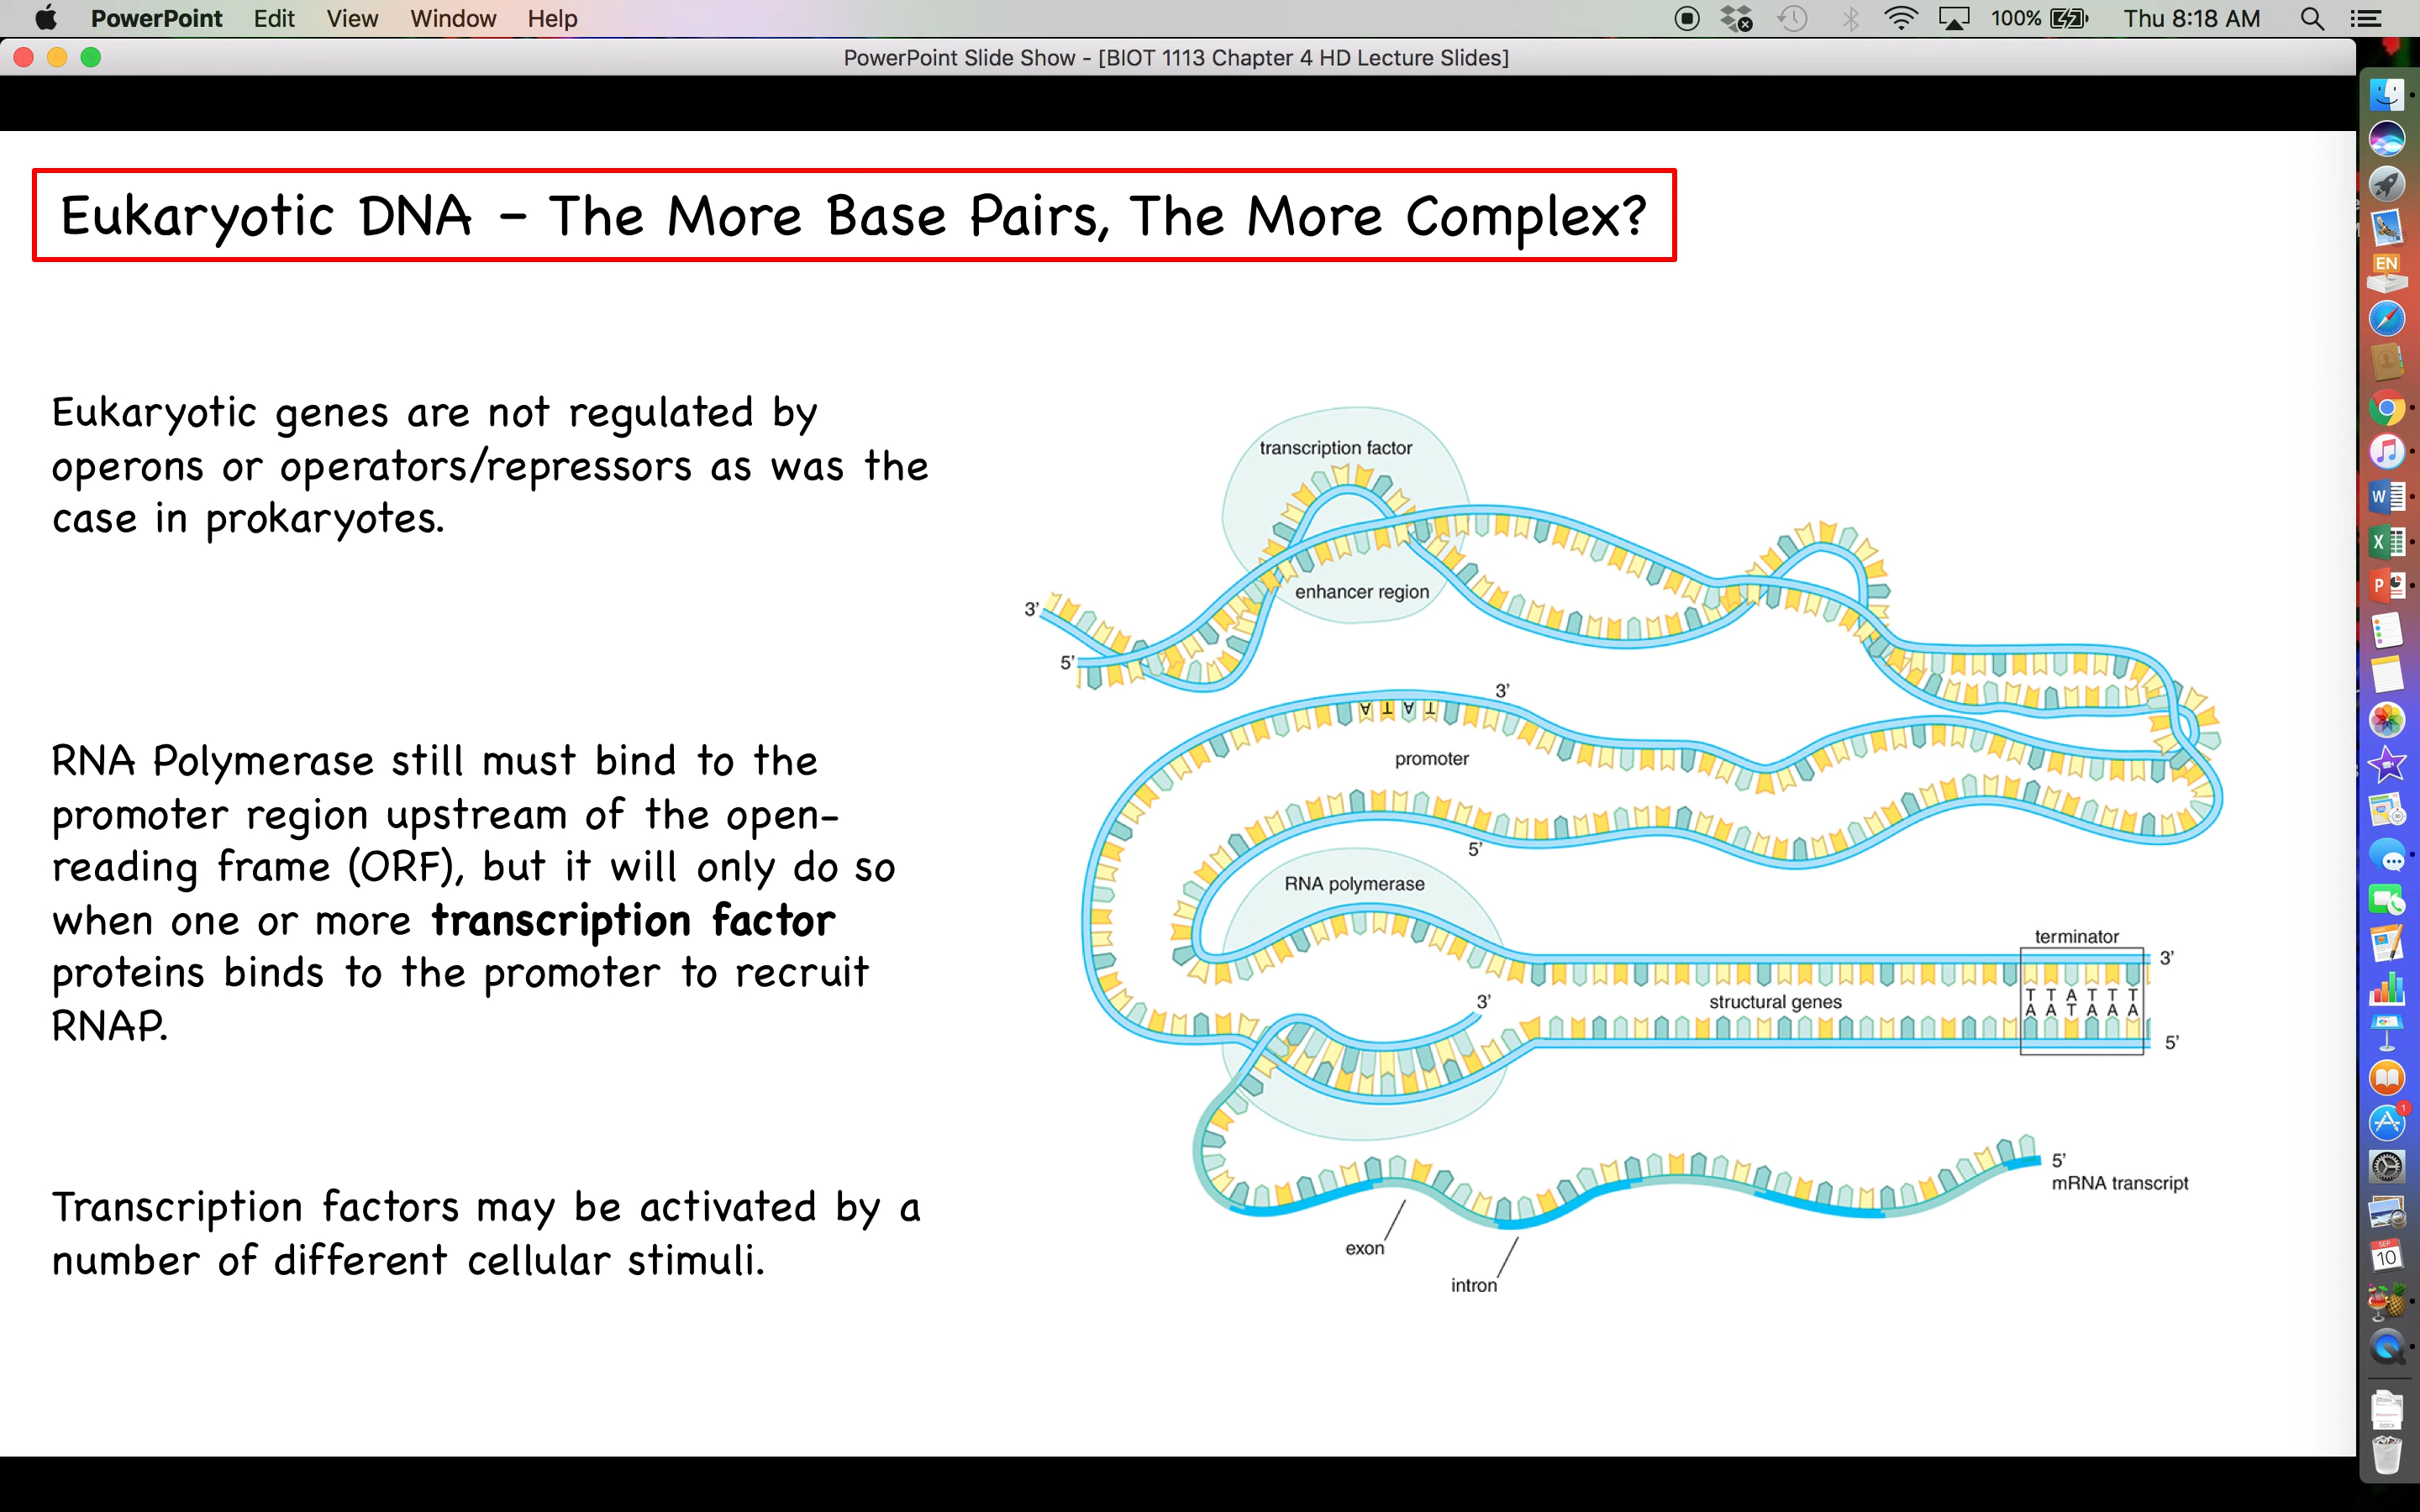 PowerPoint Edit View Window Help 100% Thu 8:18 AM
PowerPoint Slide Show - [BIOT 1113 Chapter 4 HD Lecture Slides]
Eukaryotic DNA – The More Base Pairs, The More Complex?
Eukaryotic genes are not regulated by
operons or operators/repressors as was the
case in prokaryotes.
RNA Polymerase still must bind to the
promoter region upstream of the open-
reading frame (ORF), but it will only do so
when one or more transcription factor
proteins binds to the promoter to recruit
RNAP.
Transcription factors may be activated by a
number of different cellular stimuli.
transcription factor
enhancer region
3'
5'
3'
T A T A
promoter
5'
RNA polymerase
terminator
3'
3'
structural genes
T T A T T T
A A T A A A
5'
5'
mRNA transcript
exon
intron
EN
W
X
P
1
SEP
10
DOCX